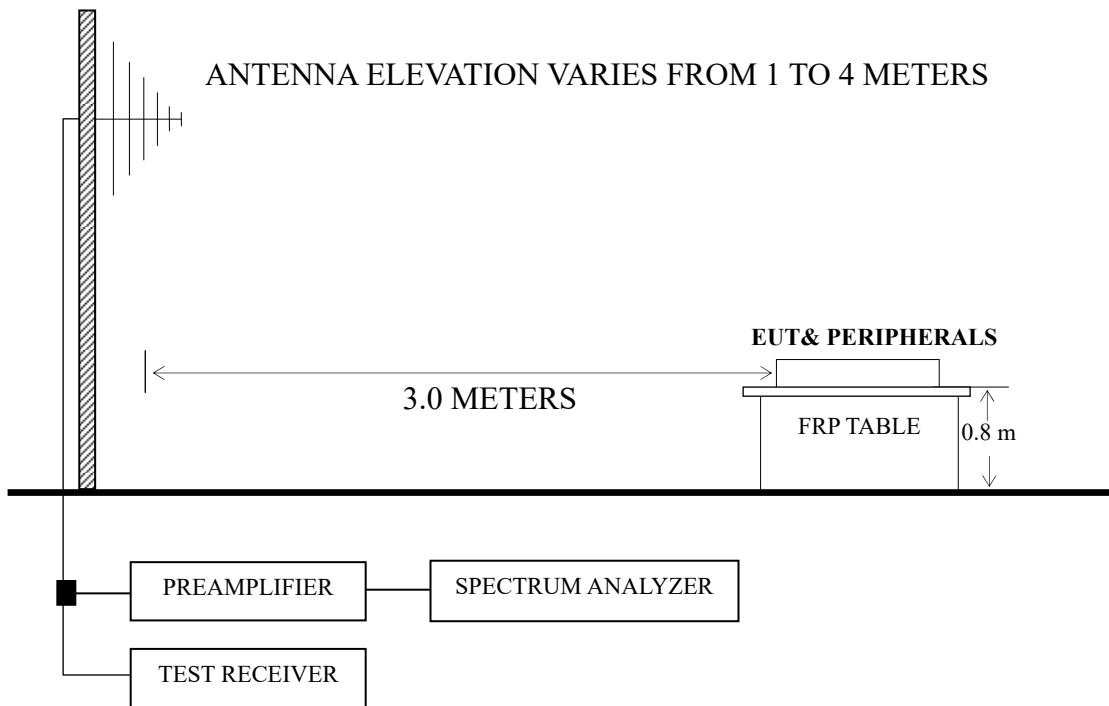 ANTENNA ELEVATION VARIES FROM 1 TO 4 METERS
EUT& PERIPHERALS
3.0 METERS
FRP TABLE
0.8 m
PREAMPLIFIER
SPECTRUM ANALYZER
TEST RECEIVER